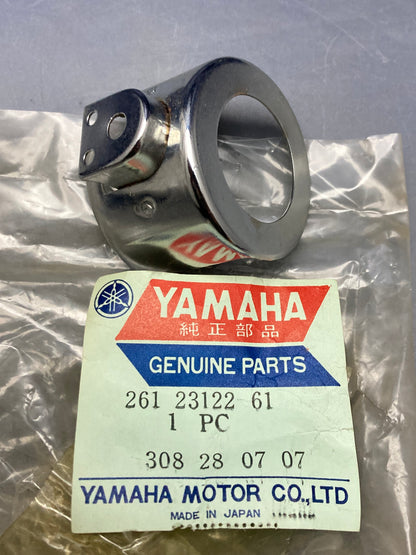 YAMAHA
純正部品
GENUINE PARTS
261 23122 61
1 PC
308 28 07 07
YAMAHA MOTOR CO.,LTD
MADE IN JAPAN